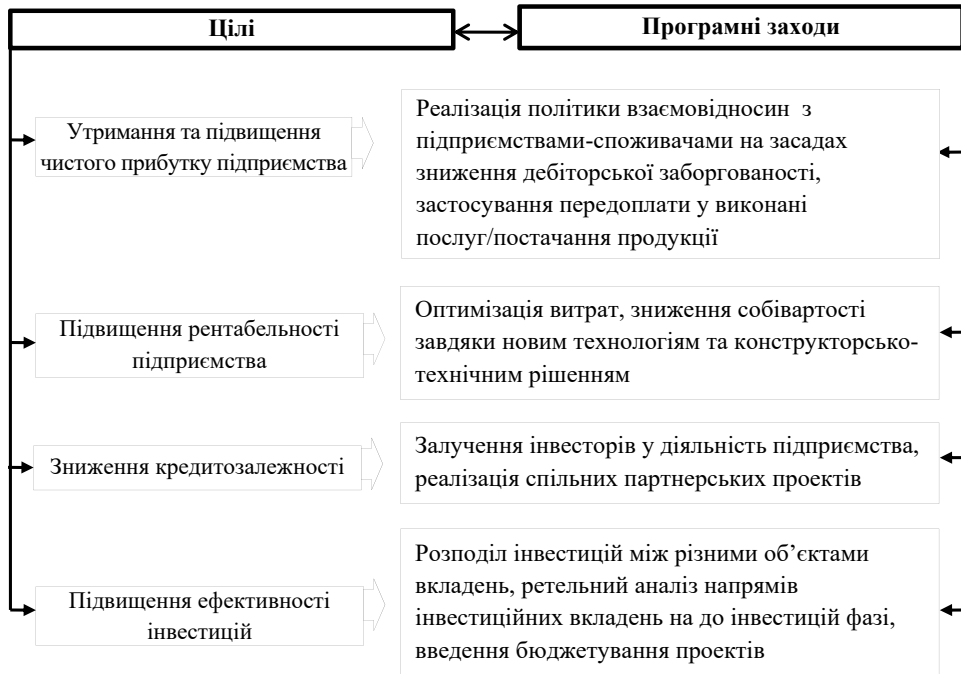 Цілі
Програмні заходи
Утримання та підвищення
чистого прибутку підприємства
Реалізація політики взаємовідносин з
підприємствами-споживачами на засадах
зниження дебіторської заборгованості,
застосування передоплати у виконані
послуг/постачання продукції
Підвищення рентабельності
підприємства
Оптимізація витрат, зниження собівартості
завдяки новим технологіям та конструкторсько-
технічним рішенням
Зниження кредитозалежності
Залучення інвесторів у діяльність підприємства,
реалізація спільних партнерських проектів
Підвищення ефективності
інвестицій
Розподіл інвестицій між різними об’єктами
вкладень, ретельний аналіз напрямів
інвестиційних вкладень на до інвестицій фазі,
введення бюджетування проектів